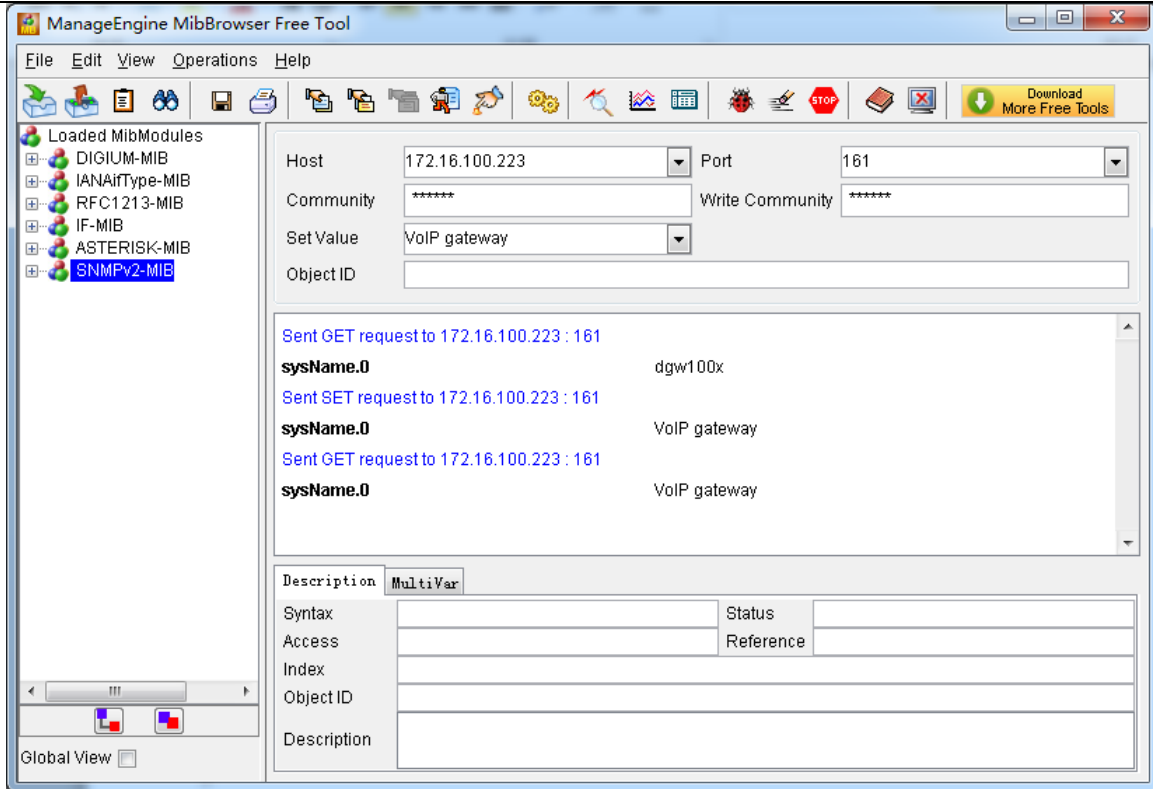 ManageEngine MibBrowser Free Tool
File Edit View Operations Help
STOP
Download
More Free Tools
Loaded MibModules
DIGIUM-MIB
IANAifType-MIB
RFC1213-MIB
IF-MIB
ASTERISK-MIB
SNMPv2-MIB
Global View
Host 172.16.100.223 Port 161
Community ****** Write Community ******
Set Value VoIP gateway
Object ID
Sent GET request to 172.16.100.223 : 161
sysName.0 dgw100x
Sent SET request to 172.16.100.223 : 161
sysName.0 VoIP gateway
Sent GET request to 172.16.100.223 : 161
sysName.0 VoIP gateway
Description MultiVar
Syntax Status
Access Reference
Index
Object ID
Description